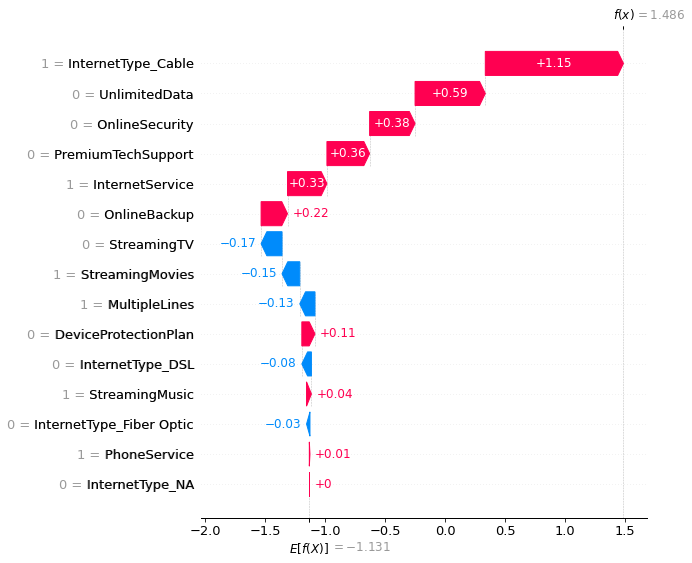 f(x) = 1.486
1 = InternetType_Cable +1.15
0 = UnlimitedData +0.59
0 = OnlineSecurity +0.38
0 = PremiumTechSupport +0.36
1 = InternetService +0.33
0 = OnlineBackup +0.22
0 = StreamingTV −0.17
1 = StreamingMovies −0.15
1 = MultipleLines −0.13
0 = DeviceProtectionPlan +0.11
0 = InternetType_DSL −0.08
1 = StreamingMusic +0.04
0 = InternetType_Fiber Optic −0.03
1 = PhoneService +0.01
0 = InternetType_NA +0
−2.0 −1.5 −1.0 −0.5 0.0 0.5 1.0 1.5
E[f(X)] = −1.131